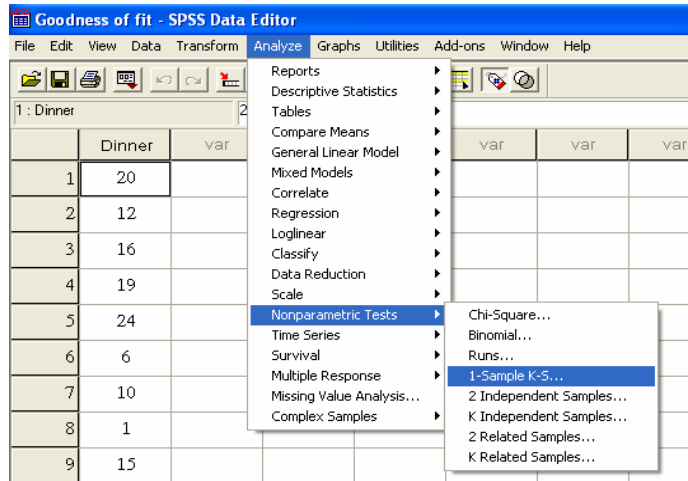 Goodness of fit - SPSS Data Editor
File Edit View Data Transform Analyze Graphs Utilities Add-ons Window Help
1 : Dinner 2
Dinner var var var var
1 20
2 12
3 16
4 19
5 24
6 6
7 10
8 1
9 15
Reports
Descriptive Statistics
Tables
Compare Means
General Linear Model
Mixed Models
Correlate
Regression
Loglinear
Classify
Data Reduction
Scale
Nonparametric Tests
Time Series
Survival
Multiple Response
Missing Value Analysis...
Complex Samples
Chi-Square...
Binomial...
Runs...
1-Sample K-S...
2 Independent Samples...
K Independent Samples...
2 Related Samples...
K Related Samples...